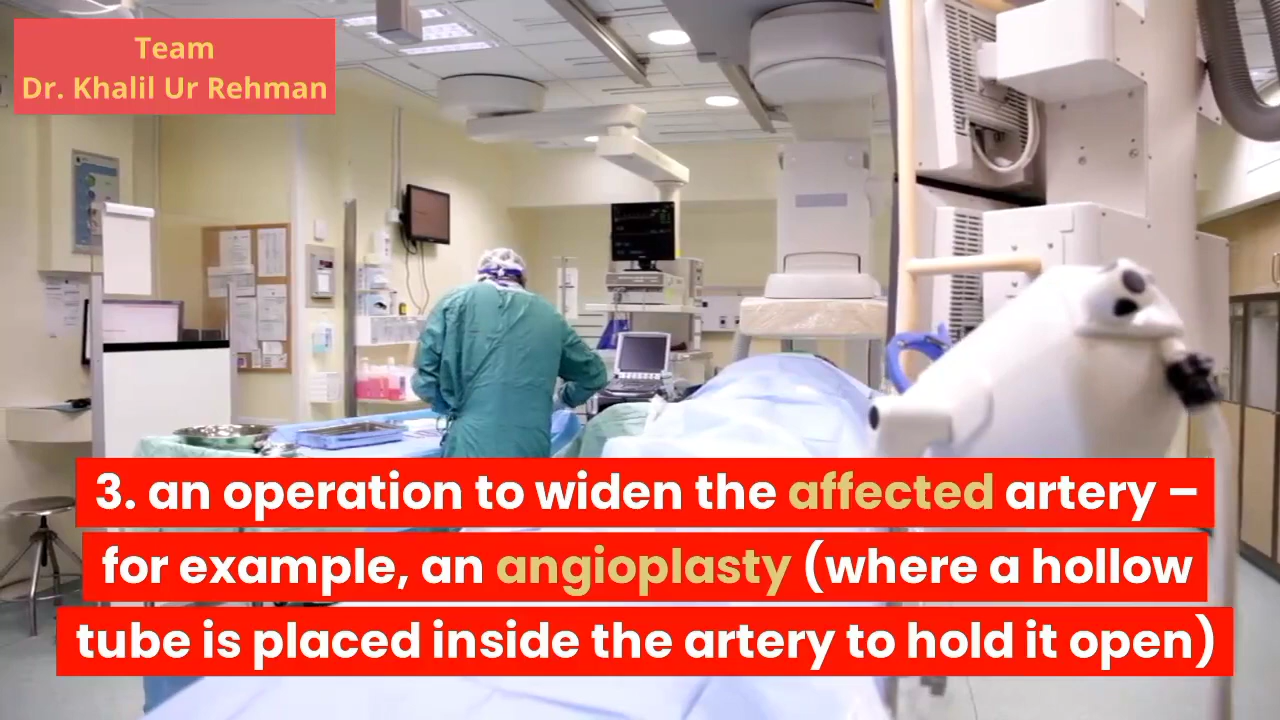 Team
Dr. Khalil Ur Rehman
3. an operation to widen the affected artery –
for example, an angioplasty (where a hollow
tube is placed inside the artery to hold it open)